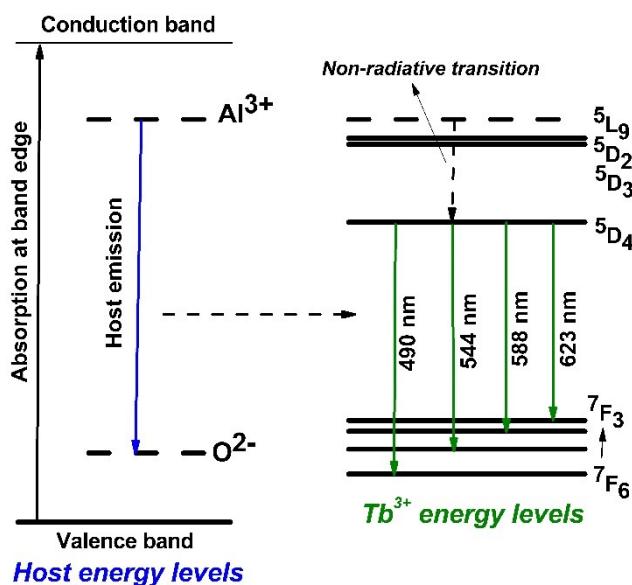 Conduction band
Absorption at band edge
Al³⁺
Host emission
O²⁻
Valence band
Host energy levels
Non-radiative transition
⁵L₉
⁵D₂
⁵D₃
⁵D₄
490 nm
544 nm
588 nm
623 nm
⁷F₃
⁷F₆
Tb³⁺ energy levels